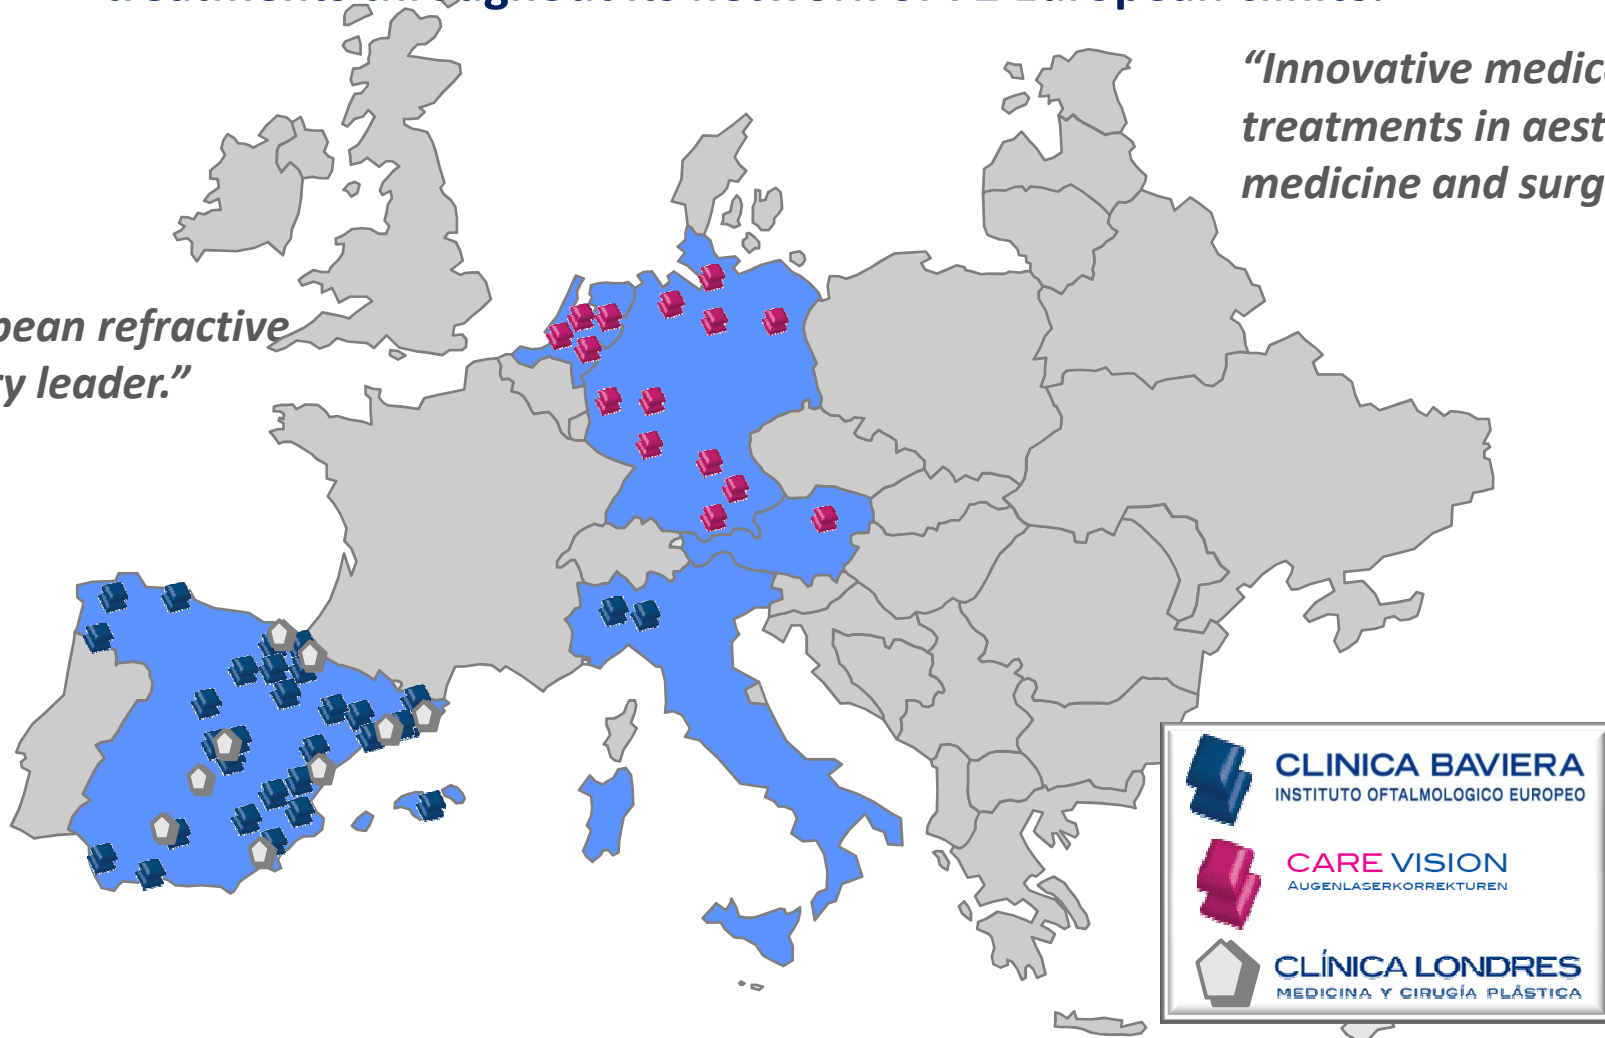 “Innovative medic
treatments in aest
medicine and surg
pean refractive
ry leader.”
CLINICA BAVIERA
INSTITUTO OFTALMOLOGICO EUROPEO
CARE VISION
AUGENLASERKORREKTUREN
CLÍNICA LONDRES
MEDICINA Y CIRUGÍA PLÁSTICA